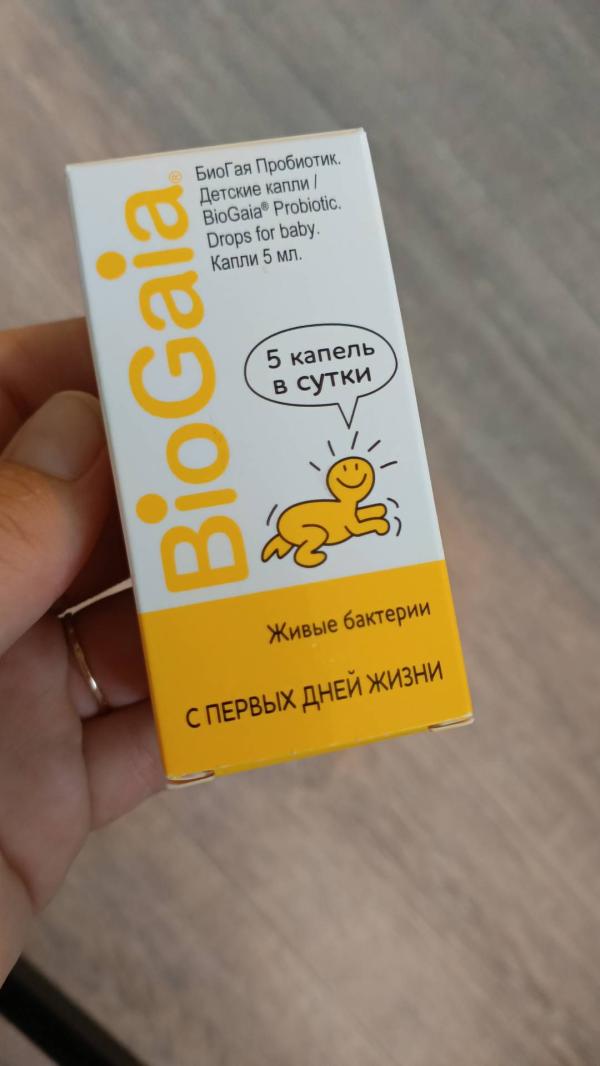 BioGaia®
БиоГая Пробиотик.
Детские капли /
BioGaia® Probiotic.
Drops for baby.
Капли 5 мл.
5 капель
в сутки
Живые бактерии
С ПЕРВЫХ ДНЕЙ ЖИЗНИ